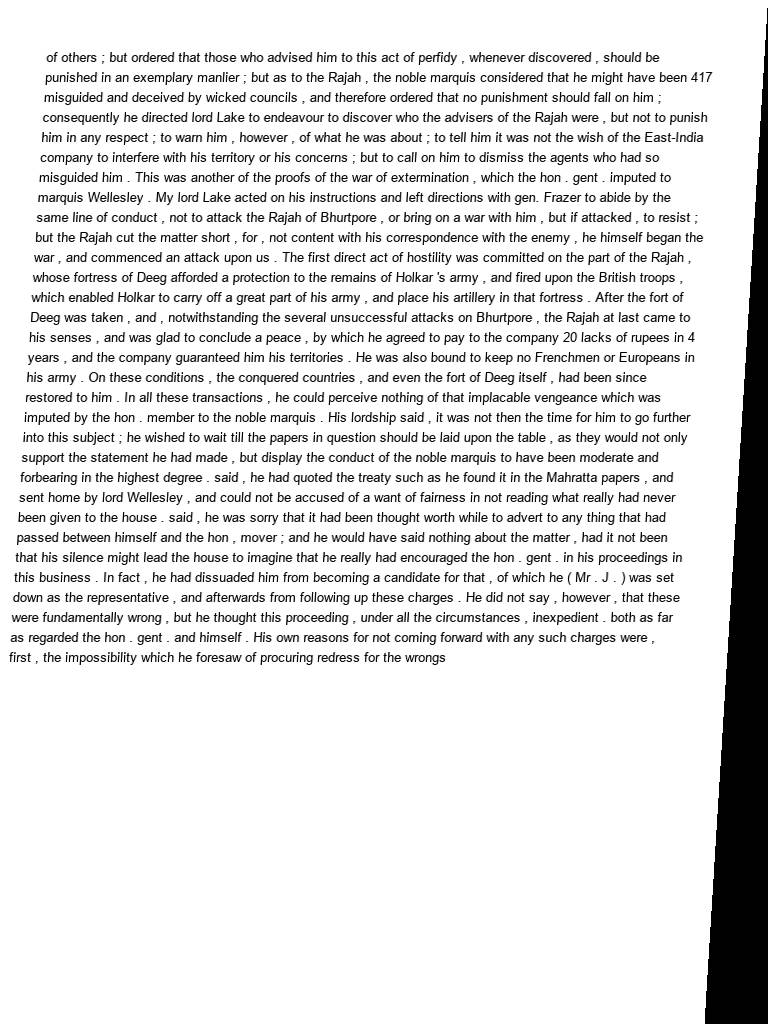 of others ; but ordered that those who advised him to this act of perfidy , whenever discovered , should be
punished in an exemplary manlier ; but as to the Rajah , the noble marquis considered that he might have been 417
misguided and deceived by wicked councils , and therefore ordered that no punishment should fall on him ;
consequently he directed lord Lake to endeavour to discover who the advisers of the Rajah were , but not to punish
him in any respect ; to warn him , however , of what he was about ; to tell him it was not the wish of the East-India
company to interfere with his territory or his concerns ; but to call on him to dismiss the agents who had so
misguided him . This was another of the proofs of the war of extermination , which the hon . gent . imputed to
marquis Wellesley . My lord Lake acted on his instructions and left directions with gen. Frazer to abide by the
same line of conduct , not to attack the Rajah of Bhurtpore , or bring on a war with him , but if attacked , to resist ;
but the Rajah cut the matter short , for , not content with his correspondence with the enemy , he himself began the
war , and commenced an attack upon us . The first direct act of hostility was committed on the part of the Rajah ,
whose fortress of Deeg afforded a protection to the remains of Holkar 's army , and fired upon the British troops ,
which enabled Holkar to carry off a great part of his army , and place his artillery in that fortress . After the fort of
Deeg was taken , and , notwithstanding the several unsuccessful attacks on Bhurtpore , the Rajah at last came to
his senses , and was glad to conclude a peace , by which he agreed to pay to the company 20 lacks of rupees in 4
years , and the company guaranteed him his territories . He was also bound to keep no Frenchmen or Europeans in
his army . On these conditions , the conquered countries , and even the fort of Deeg itself , had been since
restored to him . In all these transactions , he could perceive nothing of that implacable vengeance which was
imputed by the hon . member to the noble marquis . His lordship said , it was not then the time for him to go further
into this subject ; he wished to wait till the papers in question should be laid upon the table , as they would not only
support the statement he had made , but display the conduct of the noble marquis to have been moderate and
forbearing in the highest degree . said , he had quoted the treaty such as he found it in the Mahratta papers , and
sent home by lord Wellesley , and could not be accused of a want of fairness in not reading what really had never
been given to the house . said , he was sorry that it had been thought worth while to advert to any thing that had
passed between himself and the hon , mover ; and he would have said nothing about the matter , had it not been
that his silence might lead the house to imagine that he really had encouraged the hon . gent . in his proceedings in
this business . In fact , he had dissuaded him from becoming a candidate for that , of which he ( Mr . J . ) was set
down as the representative , and afterwards from following up these charges . He did not say , however , that these
were fundamentally wrong , but he thought this proceeding , under all the circumstances , inexpedient . both as far
as regarded the hon . gent . and himself . His own reasons for not coming forward with any such charges were ,
first , the impossibility which he foresaw of procuring redress for the wrongs